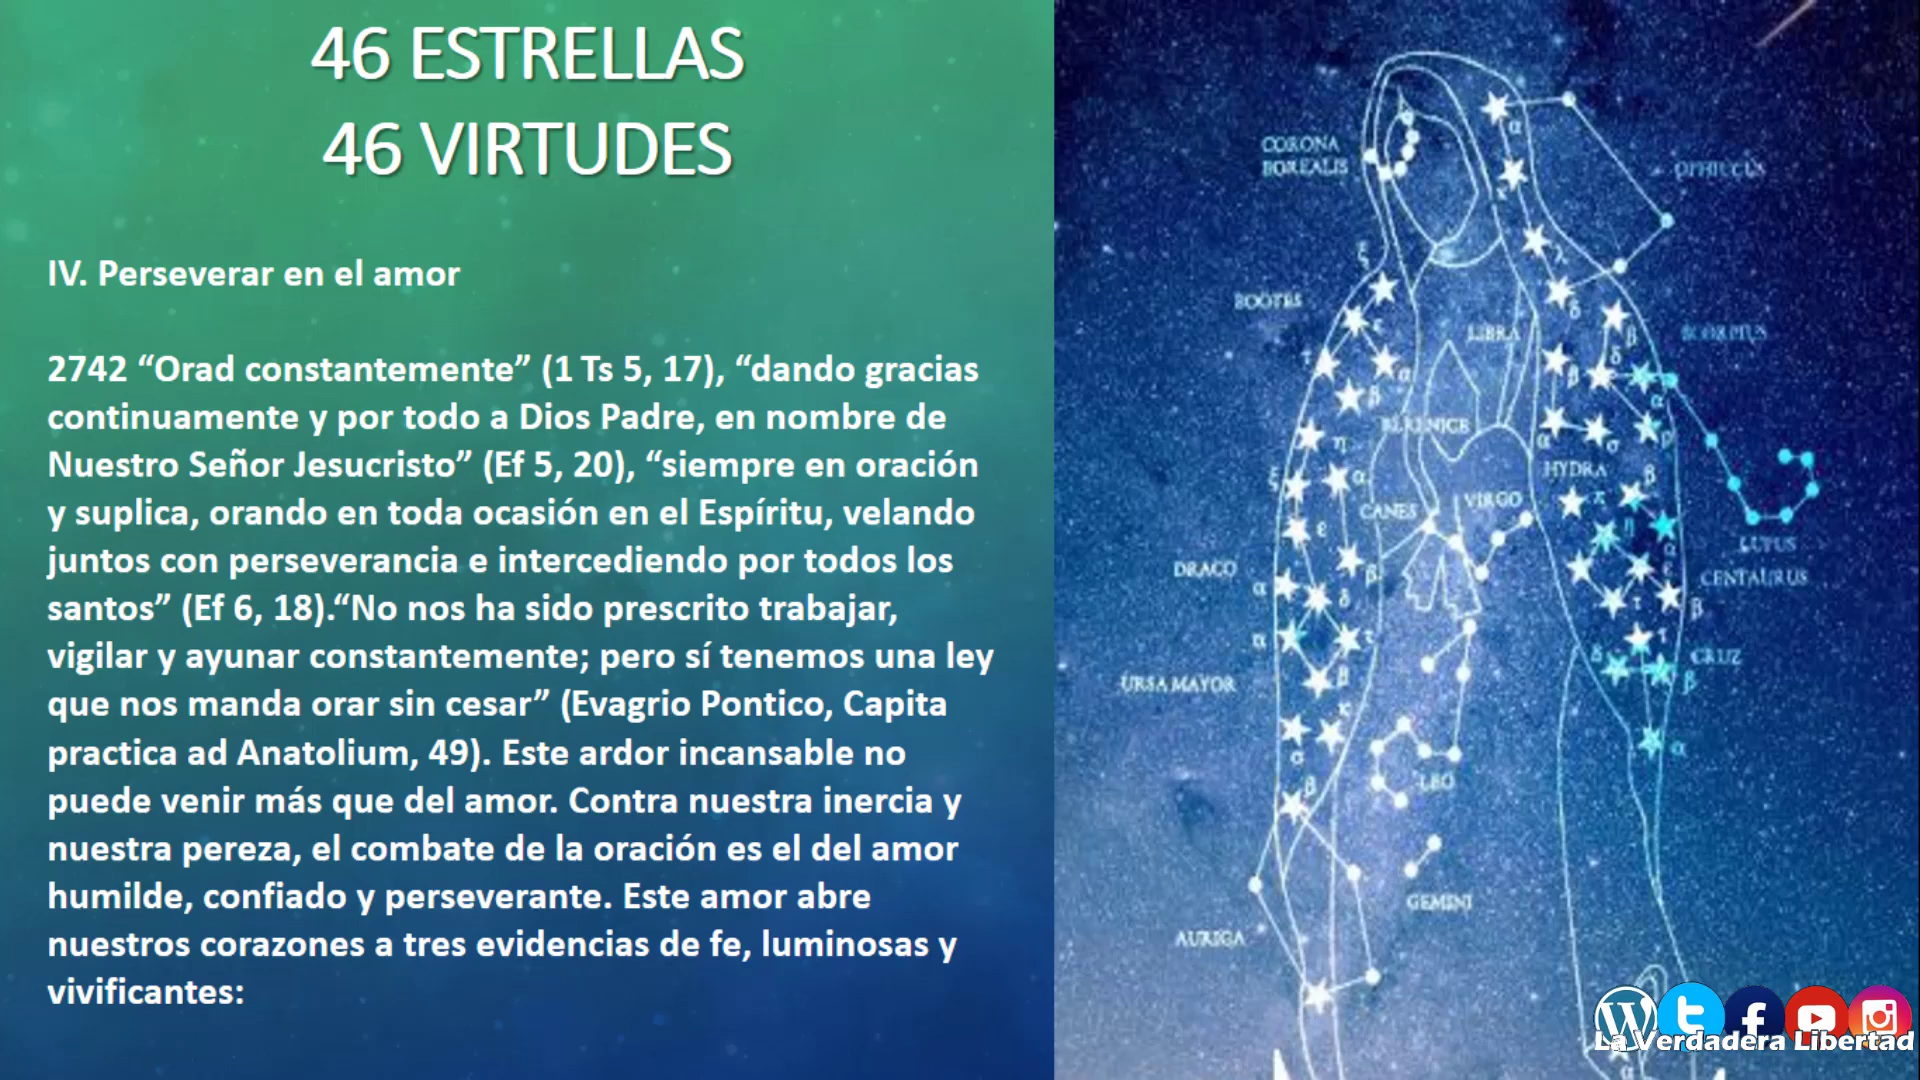 46 ESTRELLAS
46 VIRTUDES
IV. Perseverar en el amor
2742 “Orad constantemente” (1 Ts 5, 17), “dando gracias
continuamente y por todo a Dios Padre, en nombre de
Nuestro Señor Jesucristo” (Ef 5, 20), “siempre en oración
y suplica, orando en toda ocasión en el Espíritu, velando
juntos con perseverancia e intercediendo por todos los
santos” (Ef 6, 18).“No nos ha sido prescrito trabajar,
vigilar y ayunar constantemente; pero sí tenemos una ley
que nos manda orar sin cesar” (Evagrio Pontico, Capita
practica ad Anatolium, 49). Este ardor incansable no
puede venir más que del amor. Contra nuestra inercia y
nuestra pereza, el combate de la oración es el del amor
humilde, confiado y perseverante. Este amor abre
nuestros corazones a tres evidencias de fe, luminosas y
vivificantes:
CORONA
BOREALIS
OPHIUCUS
BOOTES
LIBRA
SCORPIUS
BERENICE
HYDRA
CANES
VIRGO
LUPUS
DRACO
CENTAURUS
CRUZ
URSA MAYOR
LEO
GEMINI
AURIGA
La Verdadera Libertad